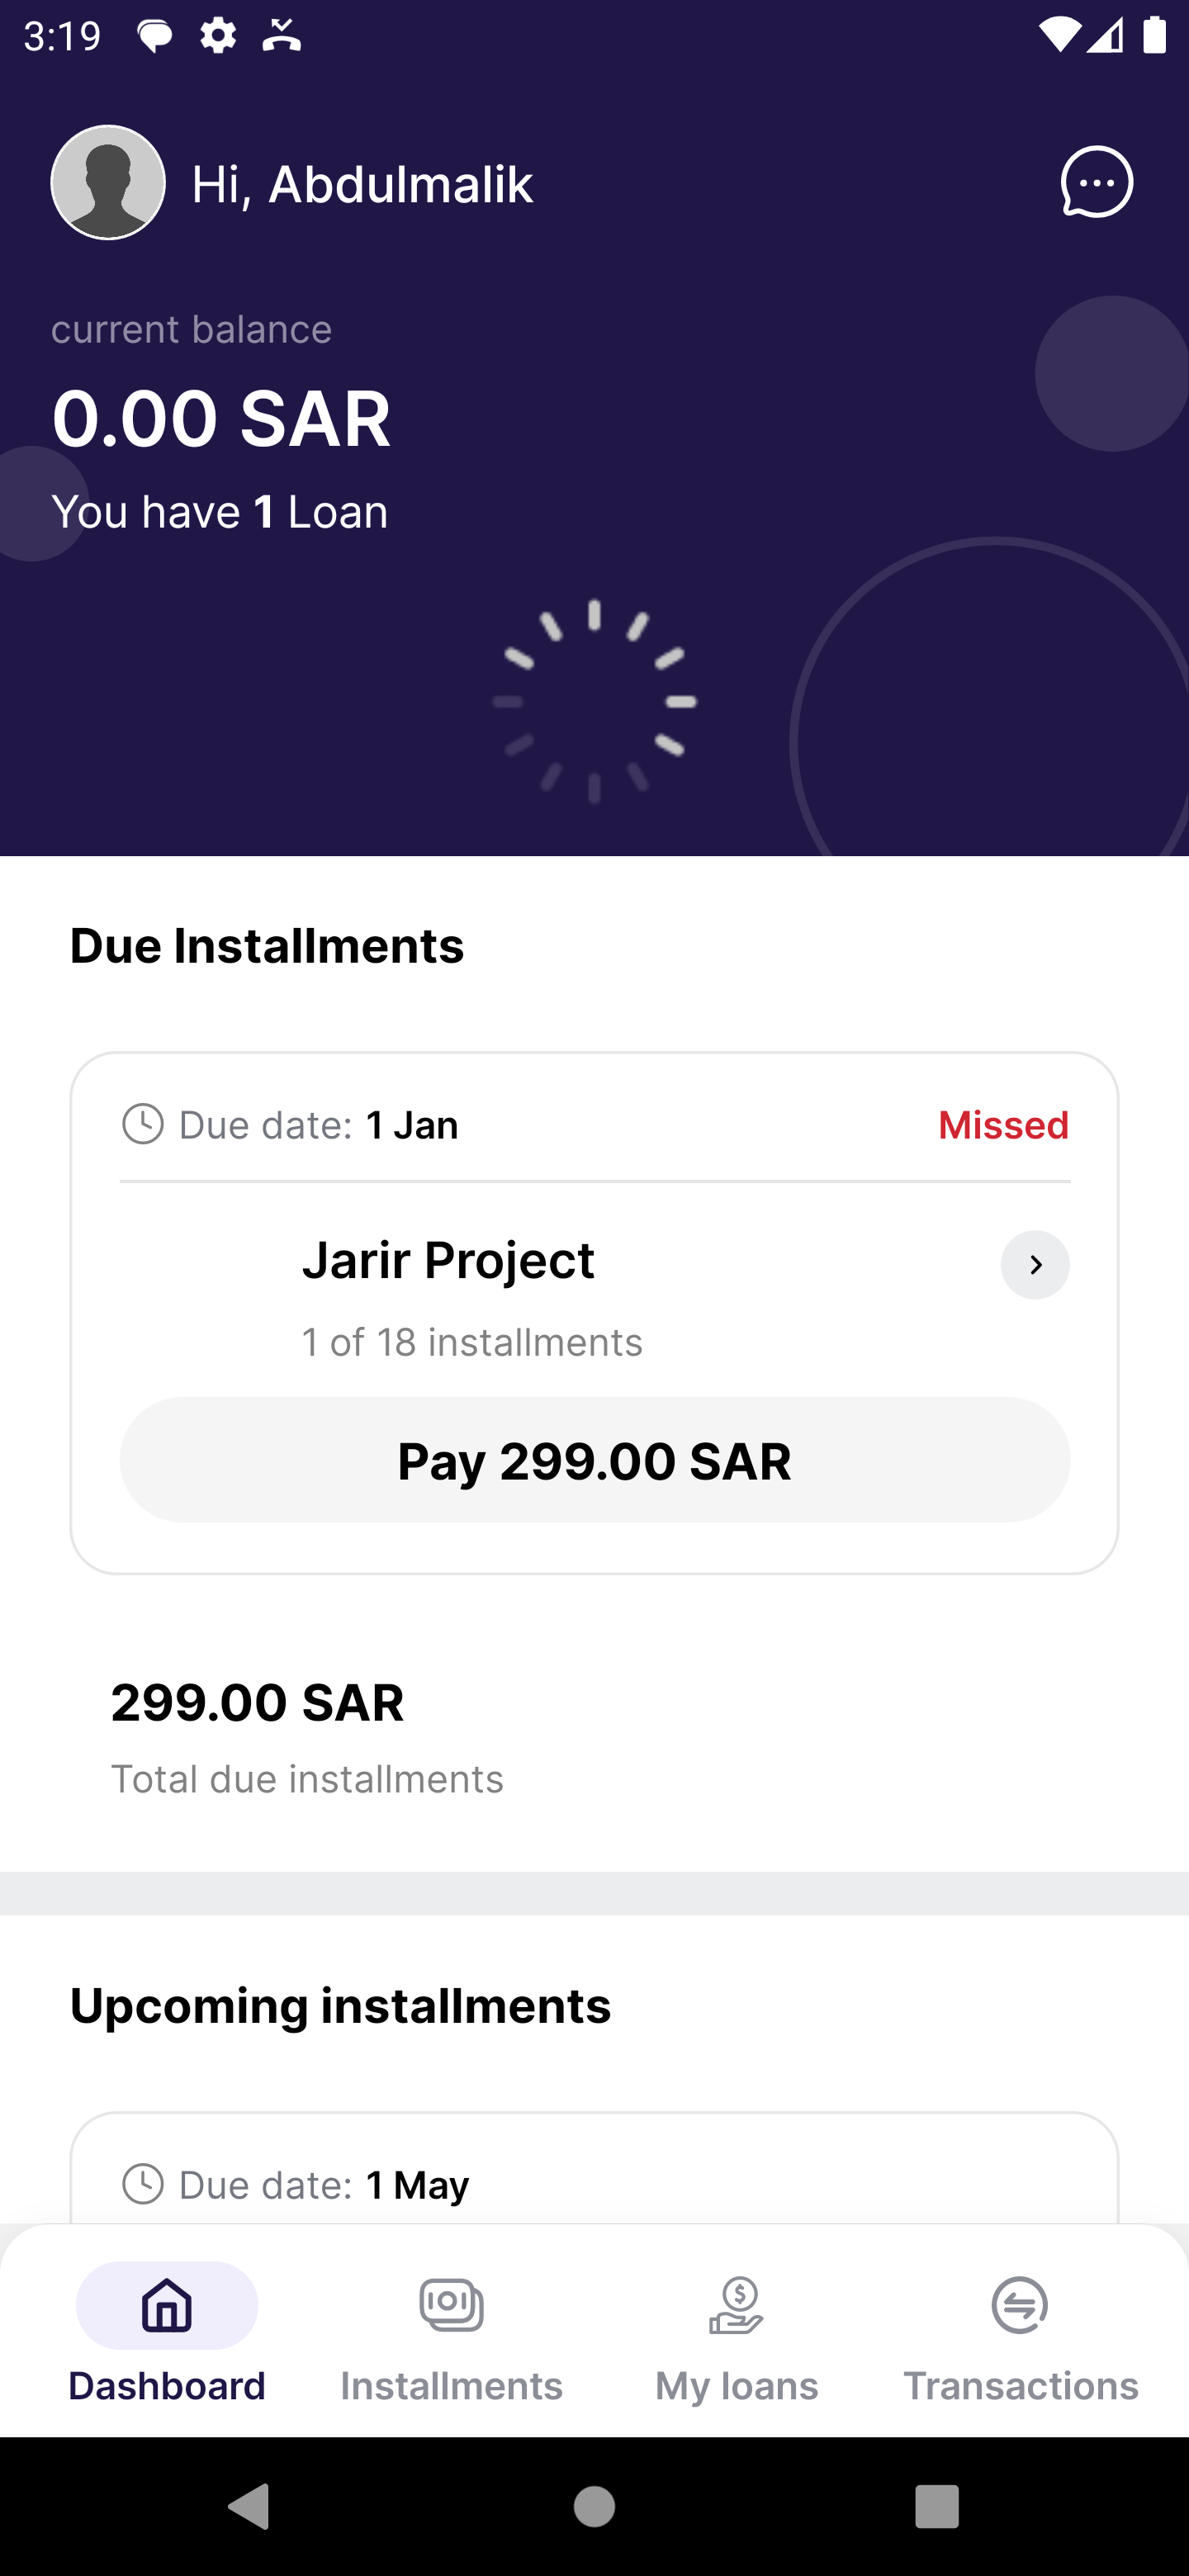 3:19
Hi, Abdulmalik
current balance
0.00 SAR
You have 1 Loan
Due Installments
Due date: 1 Jan
Missed
Jarir Project
1 of 18 installments
Pay 299.00 SAR
299.00 SAR
Total due installments
Upcoming installments
Due date: 1 May
Dashboard
Installments
My loans
Transactions